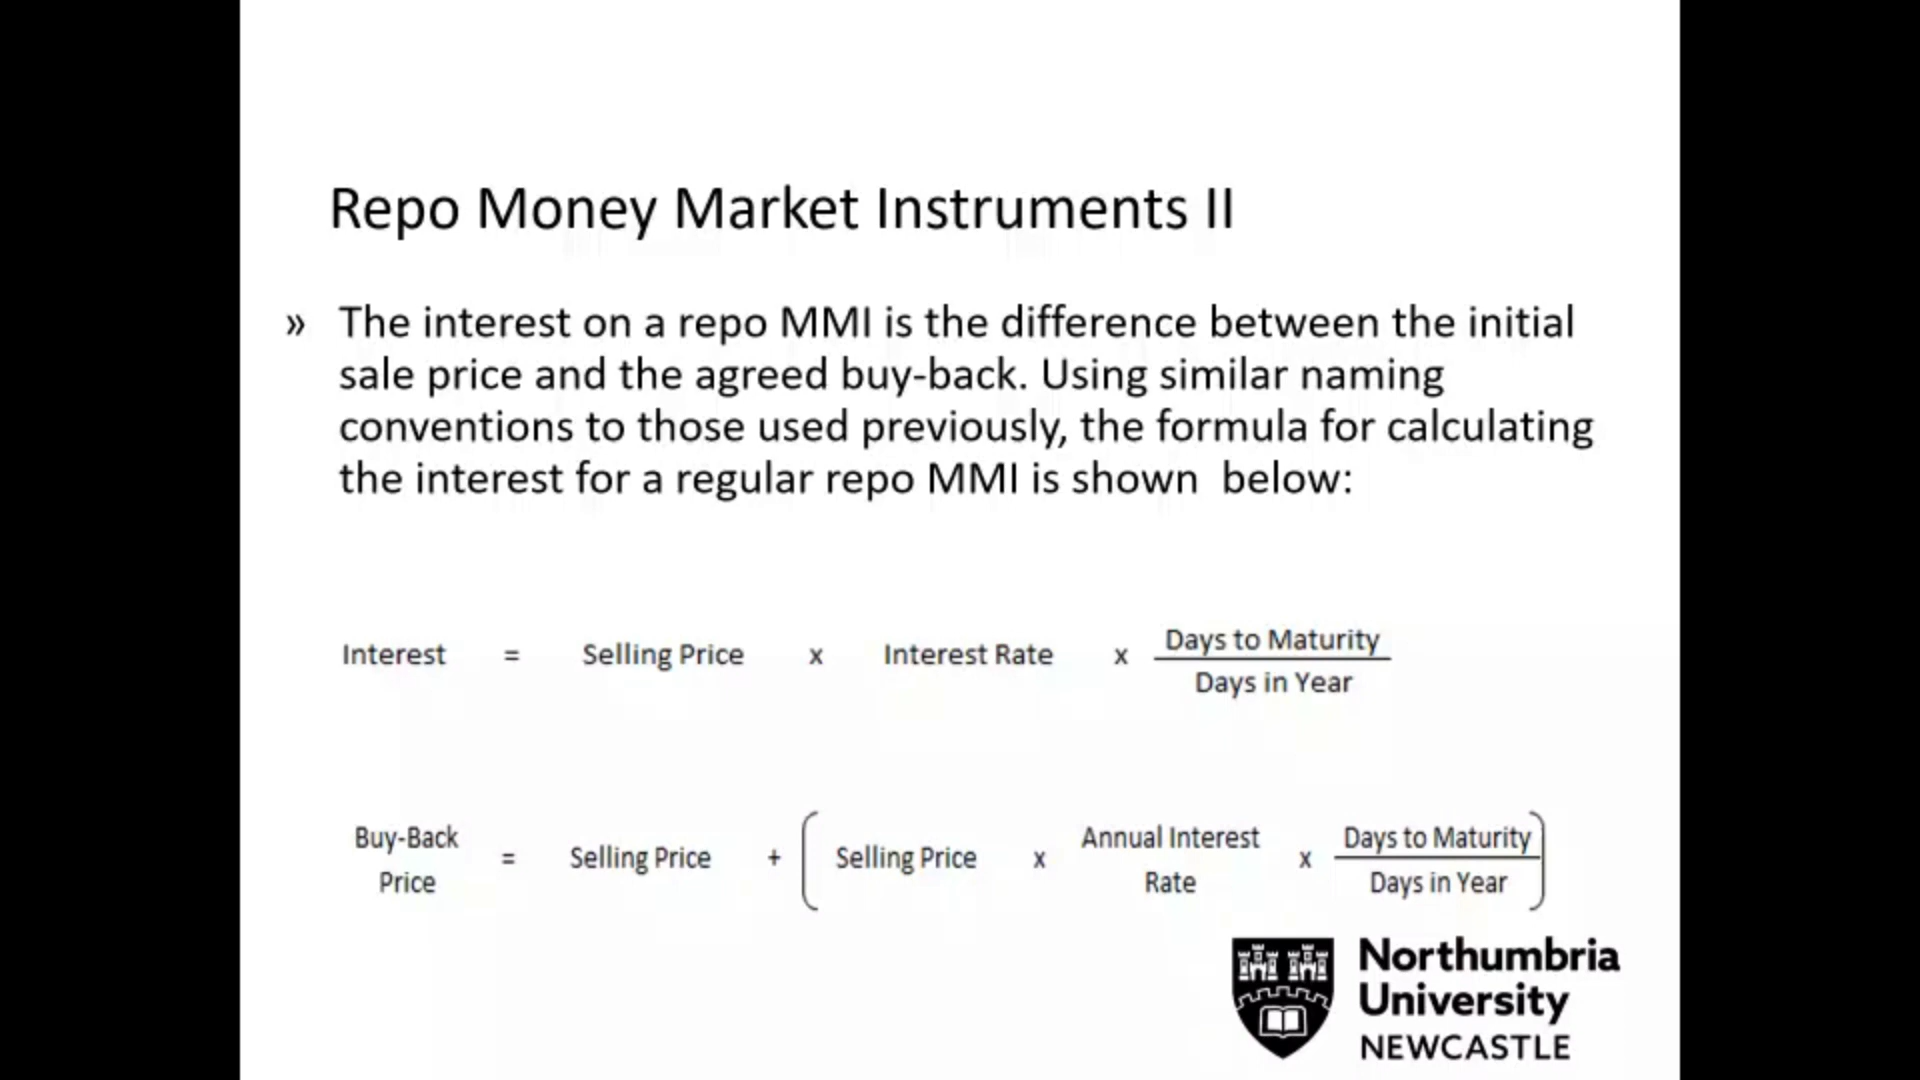 Repo Money Market Instruments II
» The interest on a repo MMI is the difference between the initial
sale price and the agreed buy-back. Using similar naming
conventions to those used previously, the formula for calculating
the interest for a regular repo MMI is shown  below:
Interest = Selling Price x Interest Rate x Days to Maturity
Days in Year
Buy-Back Price = Selling Price + ( Selling Price x Annual Interest Rate x Days to Maturity
Days in Year )
Northumbria
University
NEWCASTLE